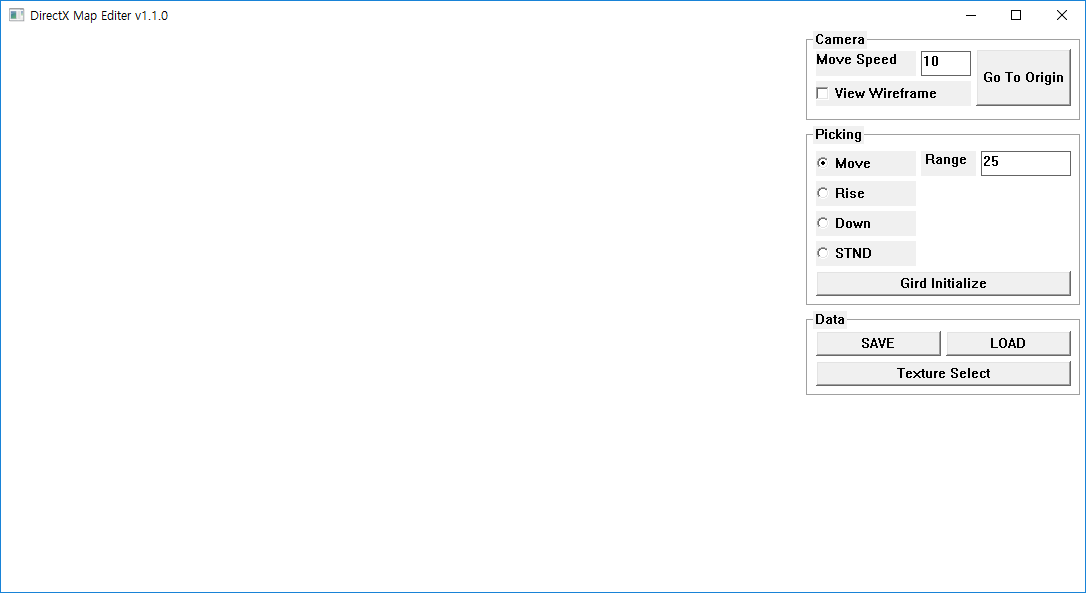 DirectX Map Editer v1.1.0
Camera
Move Speed 10 Go To Origin
View Wireframe
Picking
Move Range 25
Rise
Down
STND
Gird Initialize
Data
SAVE LOAD
Texture Select